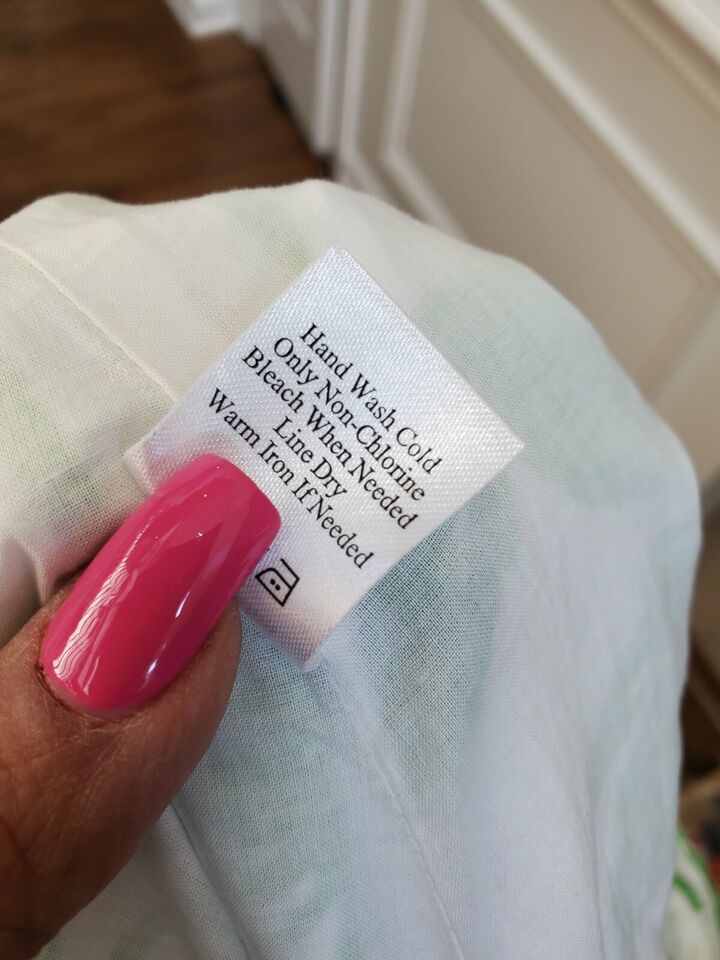 Hand Wash Cold
Only Non-Chlorine
Bleach When Needed
Line Dry
Warm Iron If Needed